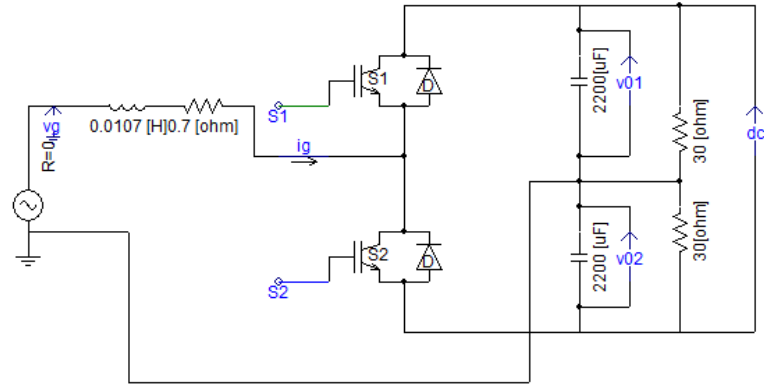 S1
D
S1
2200[uF]
v01
30 [ohm]
dc
vg
R=0
0.0107 [H]0.7 [ohm]
ig
S2
D
S2
2200 [uF]
v02
30[ohm]